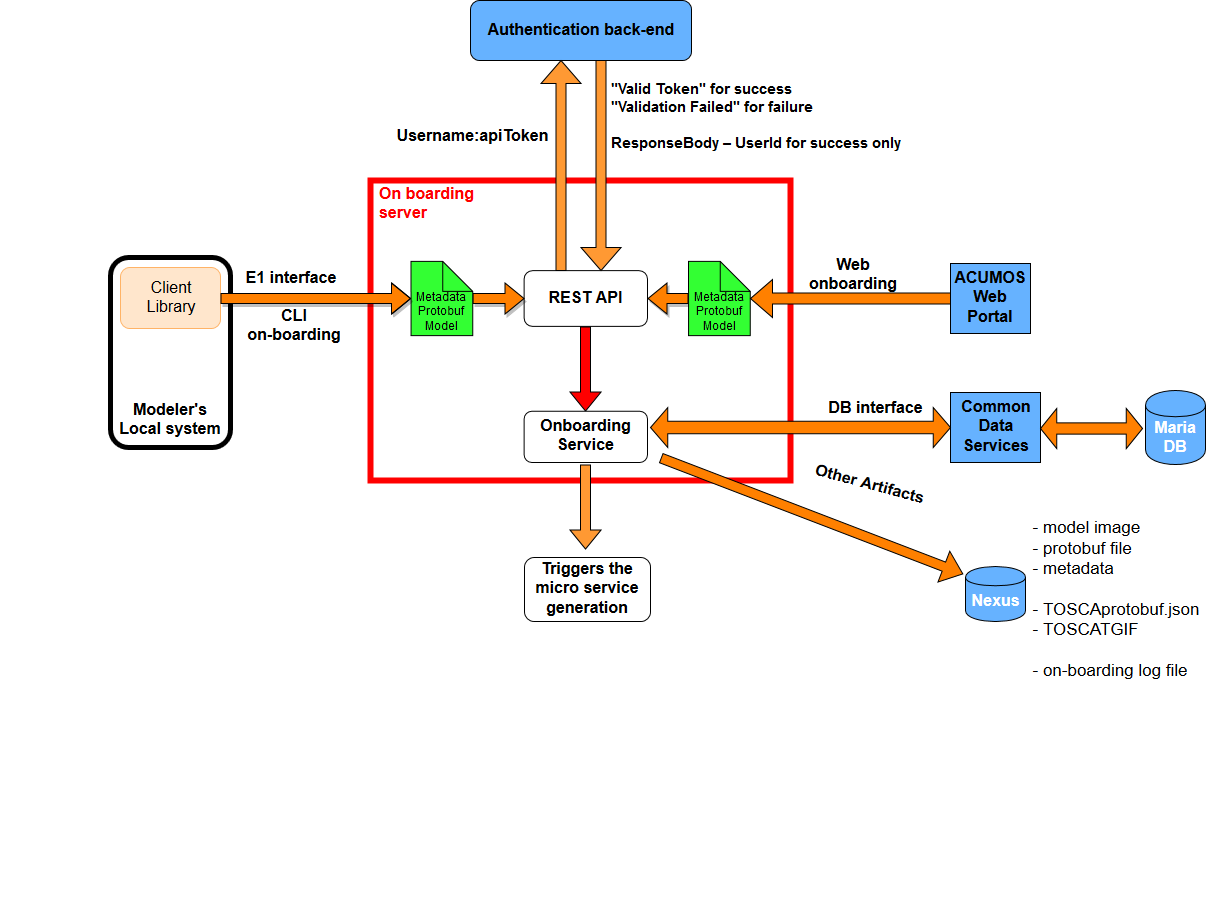 Authentication back-end
"Valid Token" for success
"Validation Failed" for failure
Username:apiToken
ResponseBody – UserId for success only
On boarding
server
Client
Library
E1 interface
CLI
on-boarding
Modeler's
Local system
Metadata
Protobuf
Model
REST API
Metadata
Protobuf
Model
Web
onboarding
ACUMOS
Web
Portal
Onboarding
Service
DB interface
Common
Data
Services
Maria
DB
Other Artifacts
Triggers the
micro service
generation
Nexus
- model image
- protobuf file
- metadata
- TOSCAprotobuf.json
- TOSCATGIF
- on-boarding log file